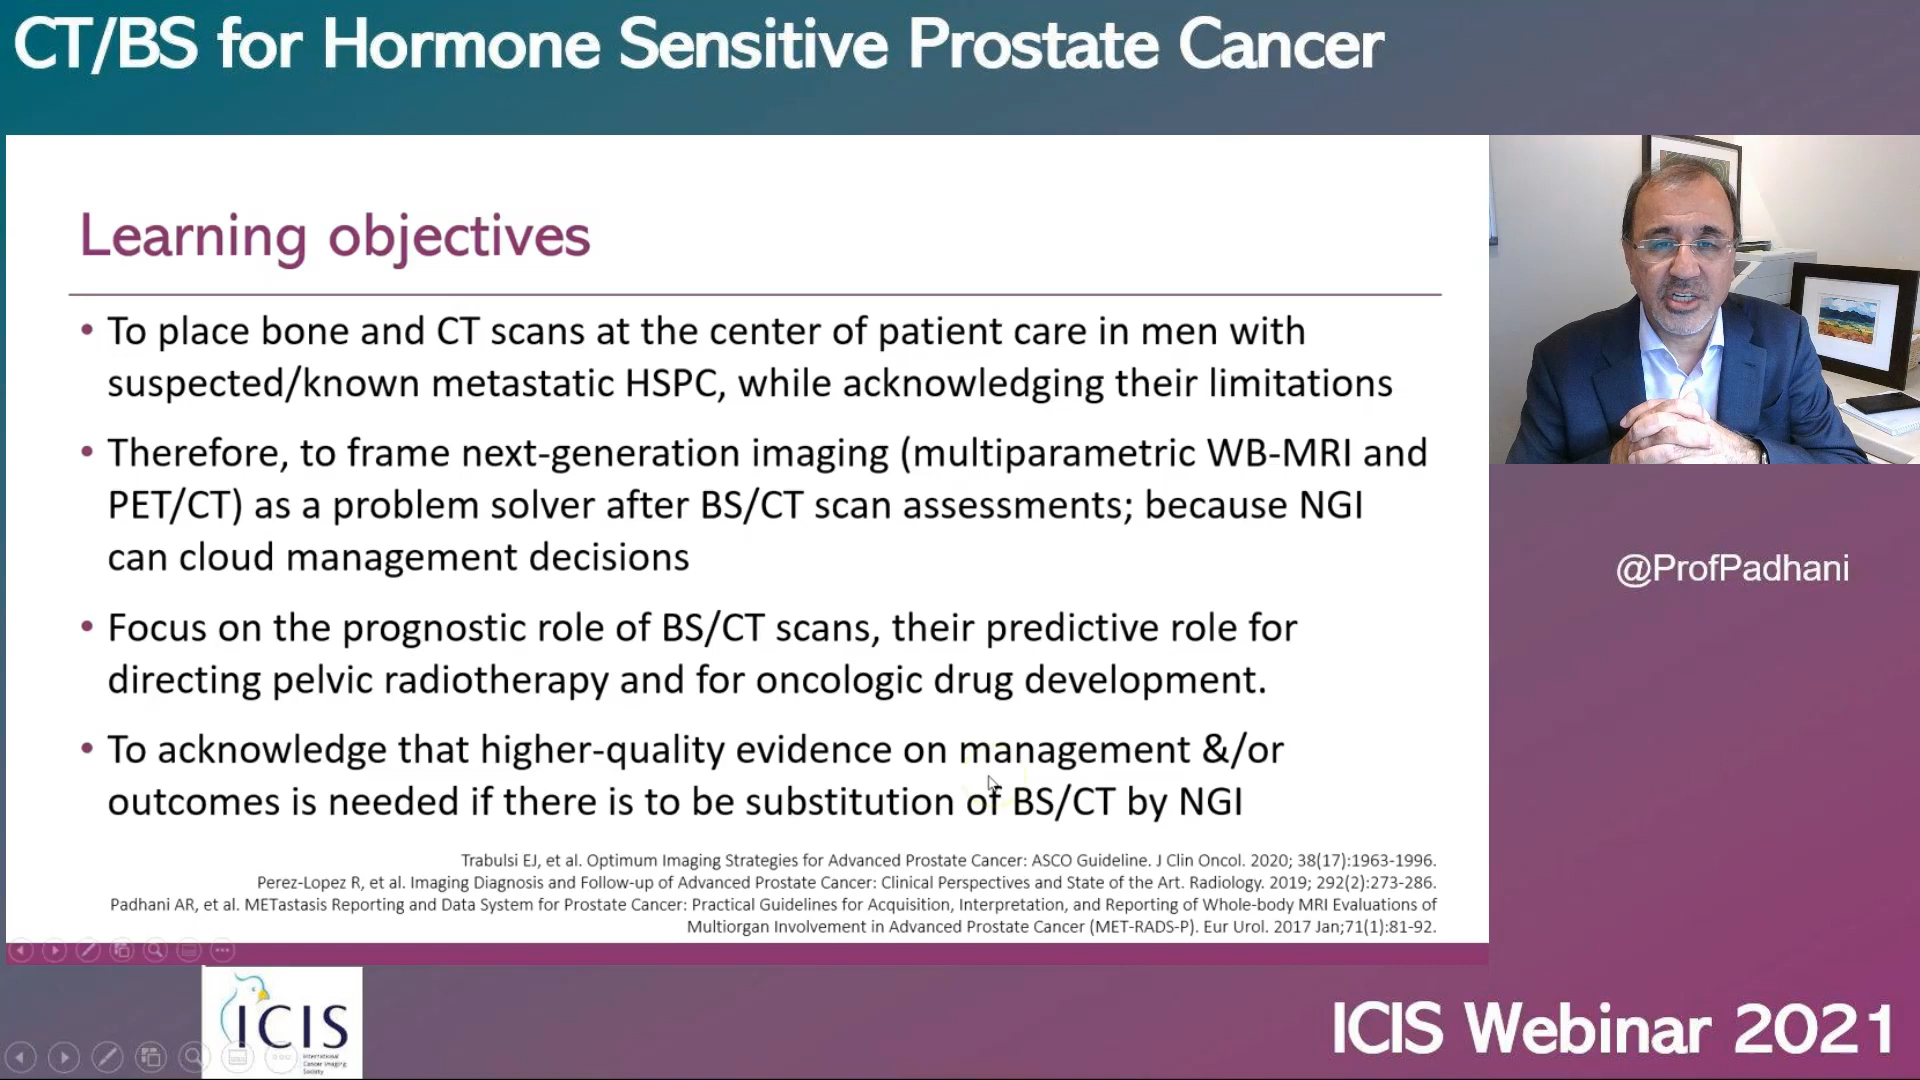 CT/BS for Hormone Sensitive Prostate Cancer
Learning objectives
• To place bone and CT scans at the center of patient care in men with
suspected/known metastatic HSPC, while acknowledging their limitations
• Therefore, to frame next-generation imaging (multiparametric WB-MRI and
PET/CT) as a problem solver after BS/CT scan assessments; because NGI
can cloud management decisions
• Focus on the prognostic role of BS/CT scans, their predictive role for
directing pelvic radiotherapy and for oncologic drug development.
• To acknowledge that higher-quality evidence on management &/or
outcomes is needed if there is to be substitution of BS/CT by NGI
Trabulsi EJ, et al. Optimum Imaging Strategies for Advanced Prostate Cancer: ASCO Guideline. J Clin Oncol. 2020; 38(17):1963-1996.
Perez-Lopez R, et al. Imaging Diagnosis and Follow-up of Advanced Prostate Cancer: Clinical Perspectives and State of the Art. Radiology. 2019; 292(2):273-286.
Padhani AR, et al. METastasis Reporting and Data System for Prostate Cancer: Practical Guidelines for Acquisition, Interpretation, and Reporting of Whole-body MRI Evaluations of
Multiorgan Involvement in Advanced Prostate Cancer (MET-RADS-P). Eur Urol. 2017 Jan;71(1):81-92.
@ProfPadhani
ICIS
International
Cancer Imaging
Society
ICIS Webinar 2021